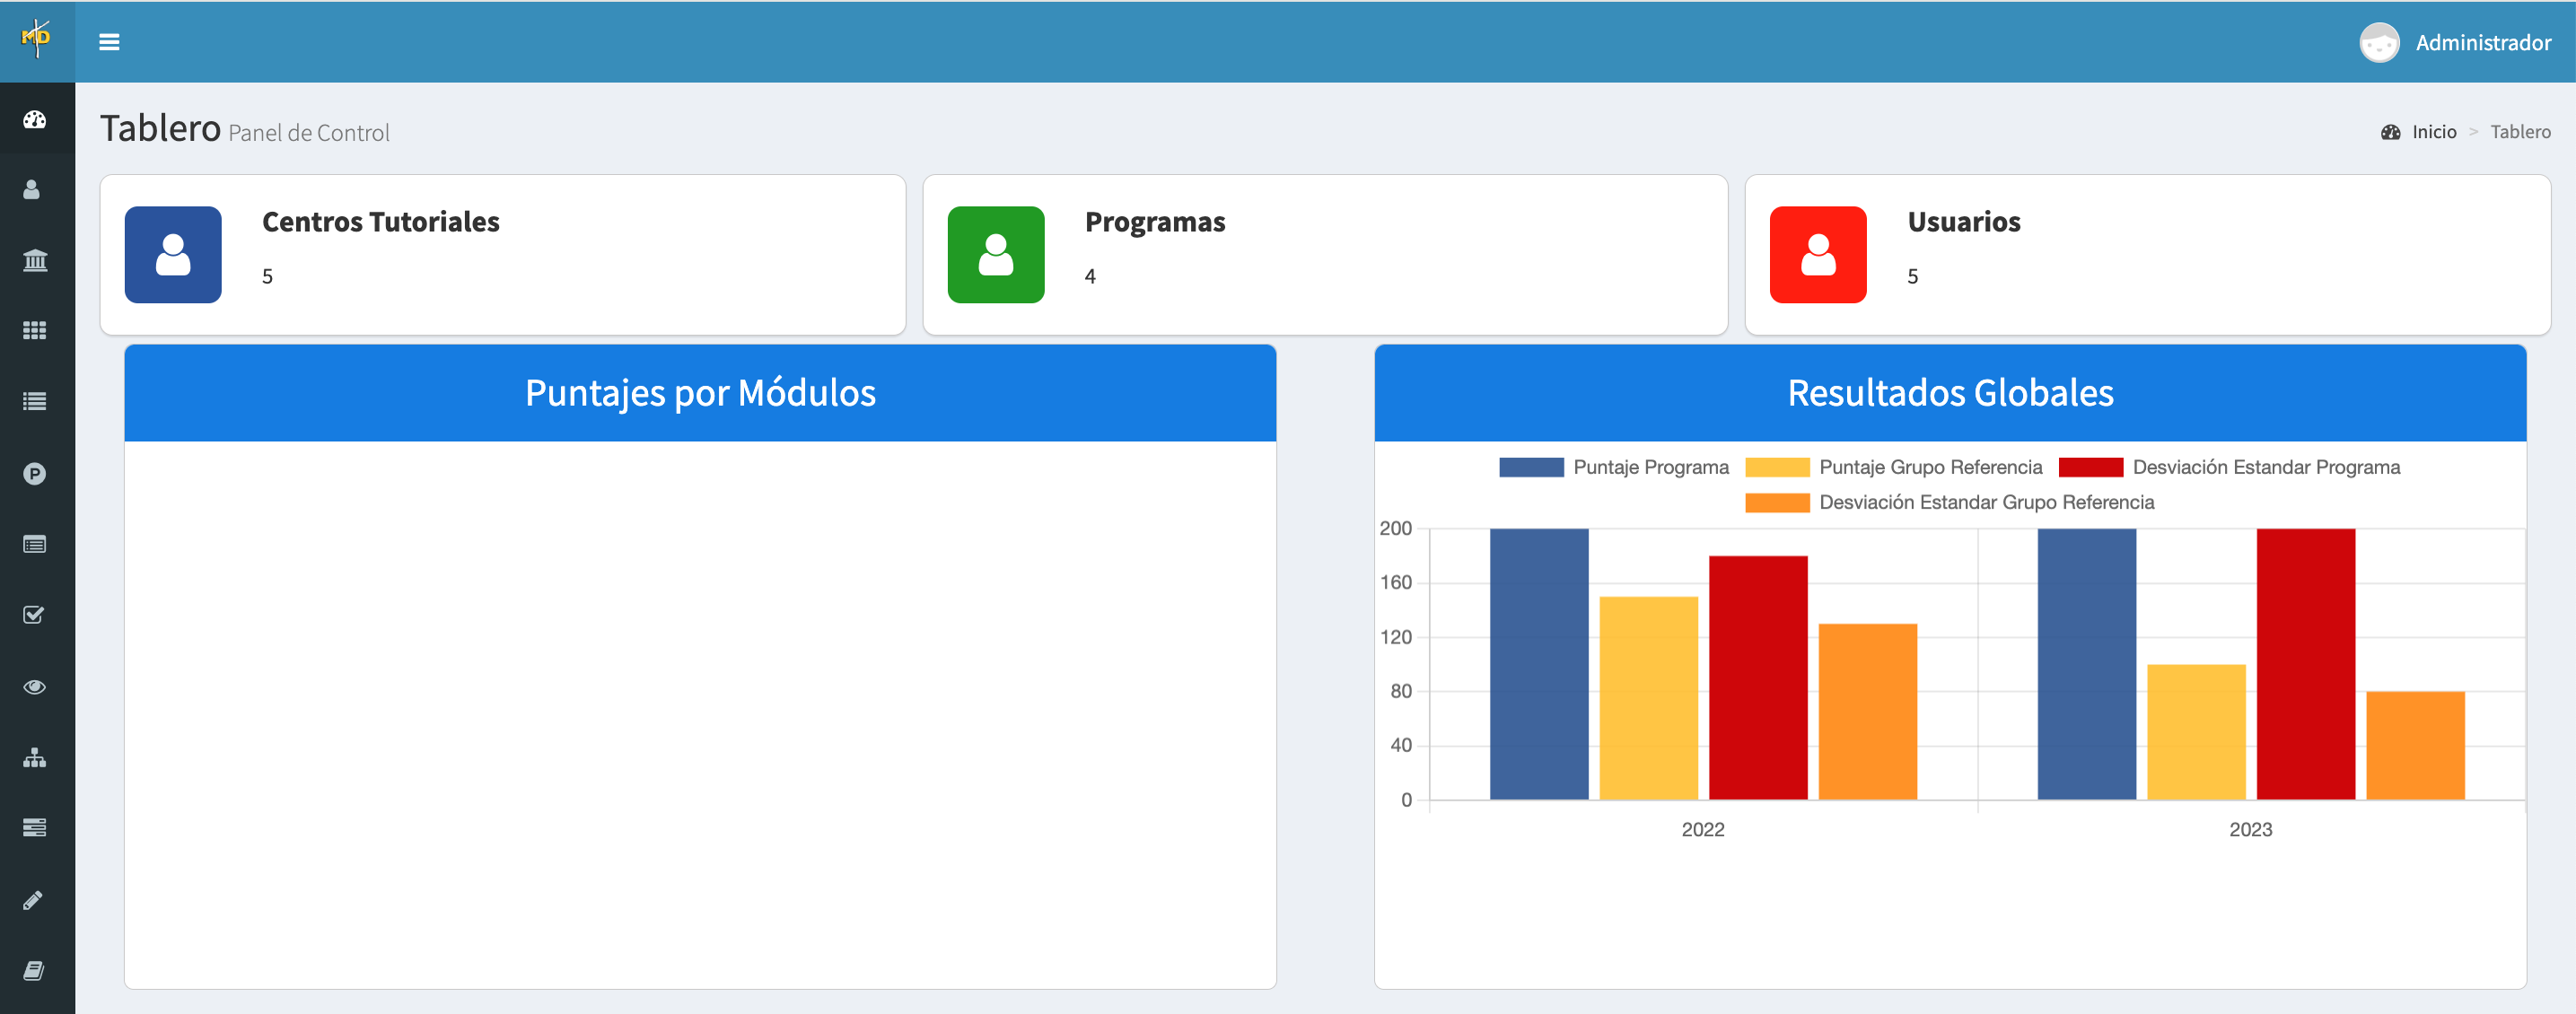 MD
Administrador
Tablero Panel de Control
Inicio > Tablero
Centros Tutoriales
5
Programas
4
Usuarios
5
Puntajes por Módulos
Resultados Globales
Puntaje Programa Puntaje Grupo Referencia Desviación Estandar Programa
Desviación Estandar Grupo Referencia
200
160
120
80
40
0
2022 2023
P